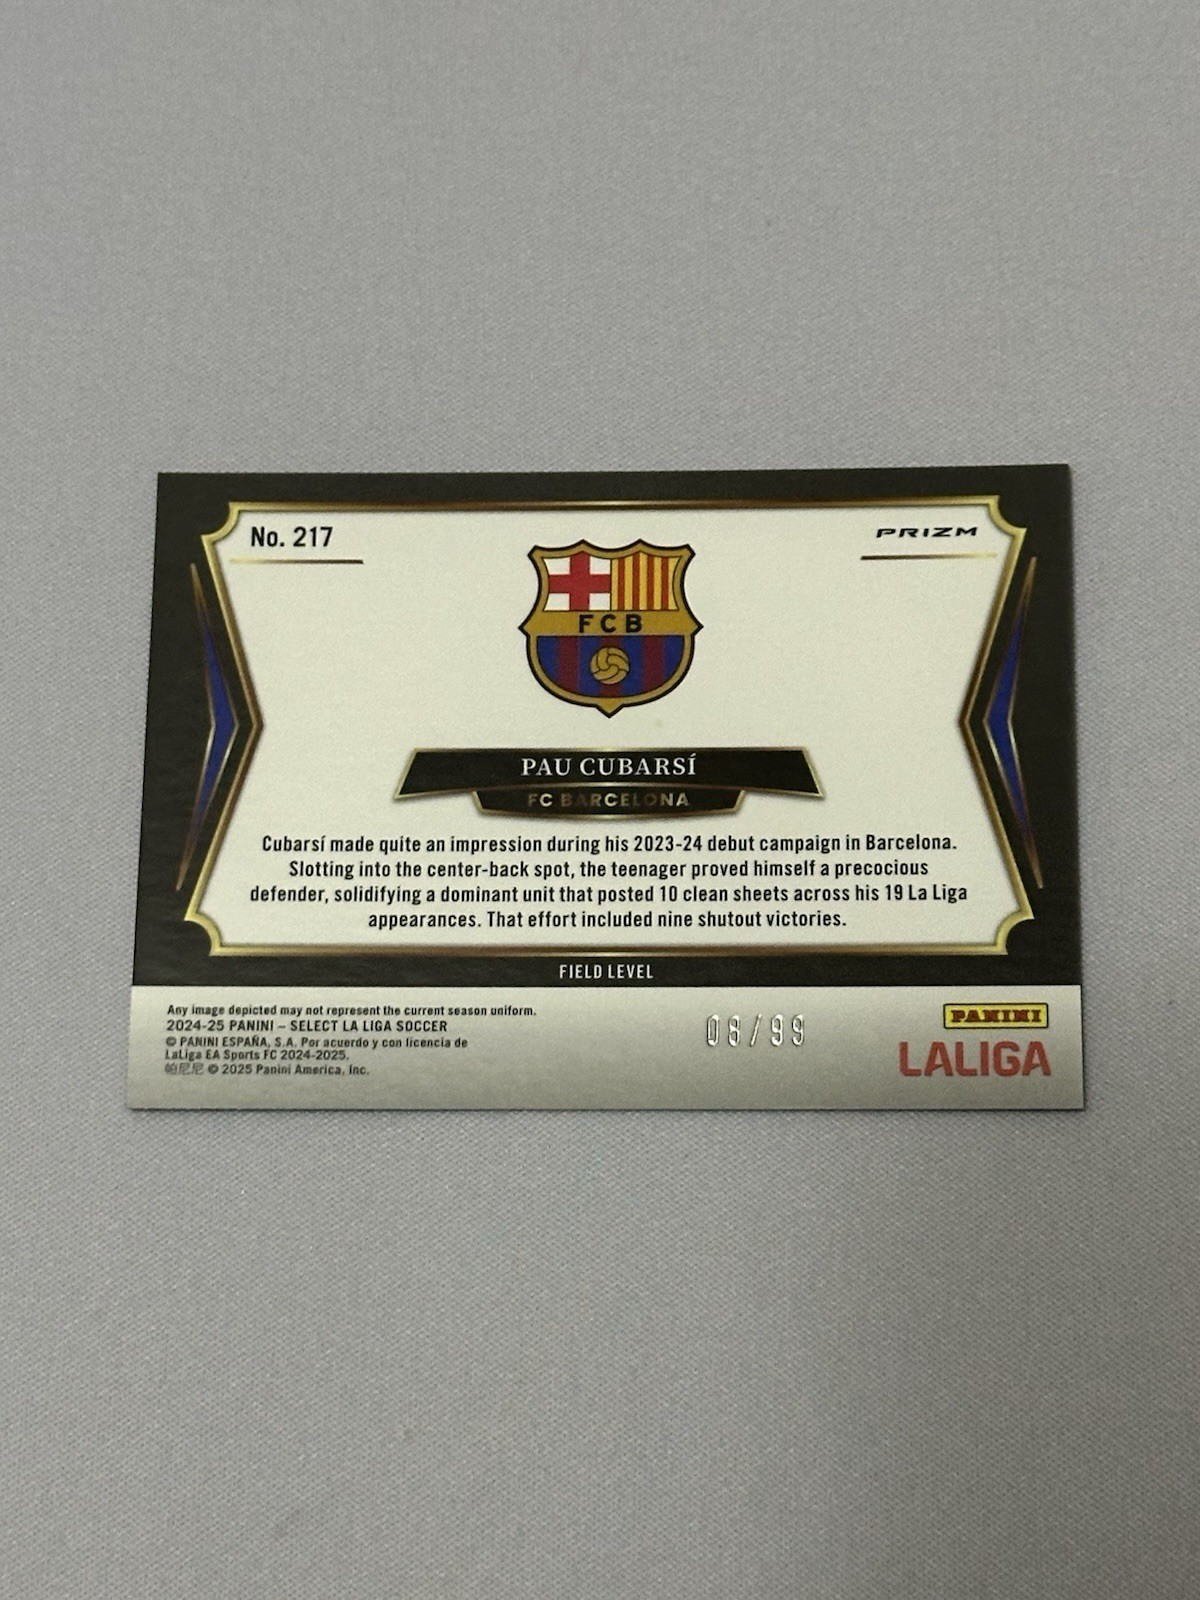 No. 217
PRIZM
FCB
PAU CUBARSÍ
FC BARCELONA
Cubarsí made quite an impression during his 2023-24 debut campaign in Barcelona.
Slotting into the center-back spot, the teenager proved himself a precocious
defender, solidifying a dominant unit that posted 10 clean sheets across his 19 La Liga
appearances. That effort included nine shutout victories.
FIELD LEVEL
Any image depicted may not represent the current season uniform.
2024-25 PANINI – SELECT LA LIGA SOCCER
© PANINI ESPAÑA, S.A. Por acuerdo y con licencia de
LaLiga EA Sports FC 2024-2025.
帕尼尼 © 2025 Panini America, Inc.
08/99
PANINI
LALIGA